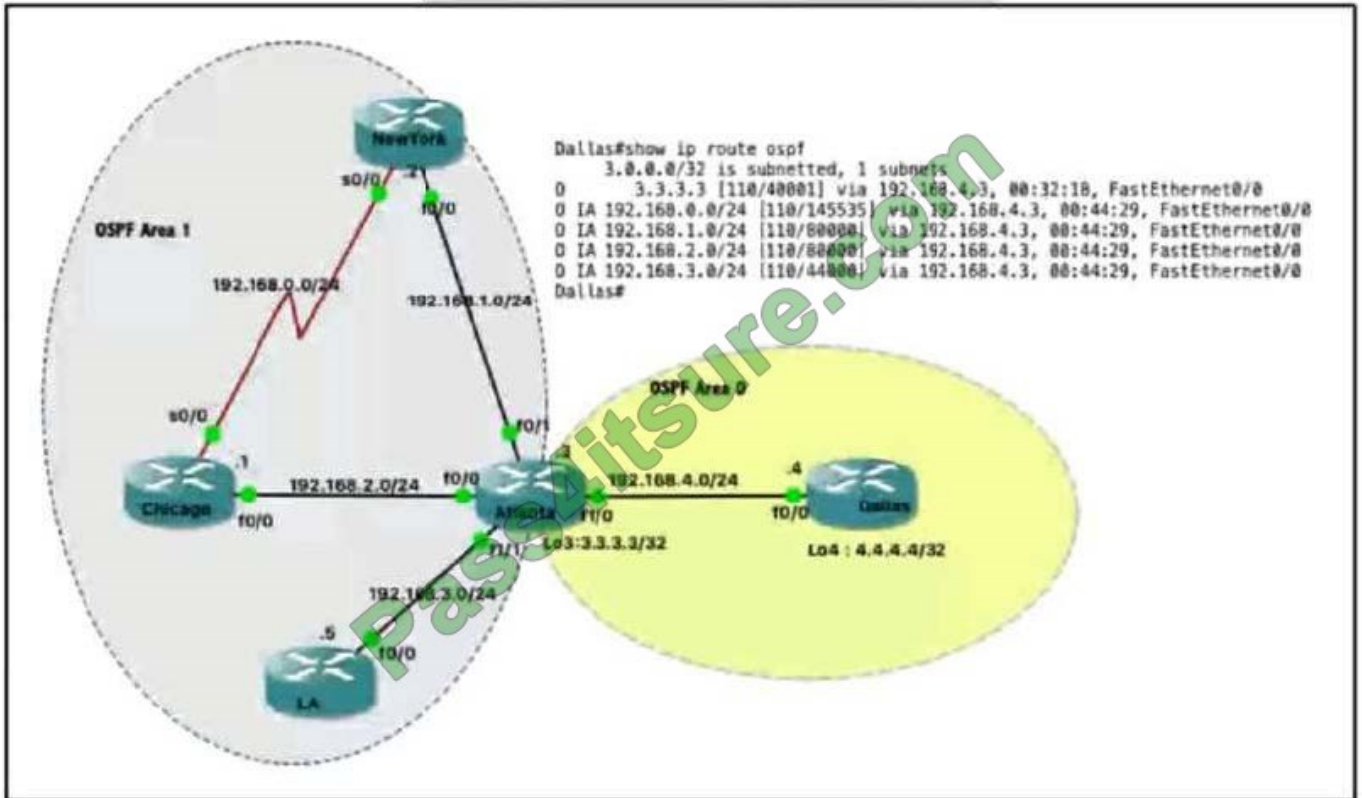 NewYork
.2
s0/0
f0/0
OSPF Area 1
192.168.0.0/24
192.168.1.0/24
Dallas#show ip route ospf
3.0.0.0/32 is subnetted, 1 subnets
O 3.3.3.3 [110/40001] via 192.168.4.3, 00:32:18, FastEthernet0/0
O IA 192.168.0.0/24 [110/145535] via 192.168.4.3, 00:44:29, FastEthernet0/0
O IA 192.168.1.0/24 [110/80000] via 192.168.4.3, 00:44:29, FastEthernet0/0
O IA 192.168.2.0/24 [110/80000] via 192.168.4.3, 00:44:29, FastEthernet0/0
O IA 192.168.3.0/24 [110/44000] via 192.168.4.3, 00:44:29, FastEthernet0/0
Dallas#
OSPF Area 0
s0/0
f0/1
.1
.3
.4
192.168.2.0/24
f0/0
192.168.4.0/24
Chicago
f0/0
Atlanta
f1/0
f0/0
Dallas
f1/1
Lo3:3.3.3.3/32
Lo4 : 4.4.4.4/32
192.168.3.0/24
.5
f0/0
LA
Pass4itsure.com